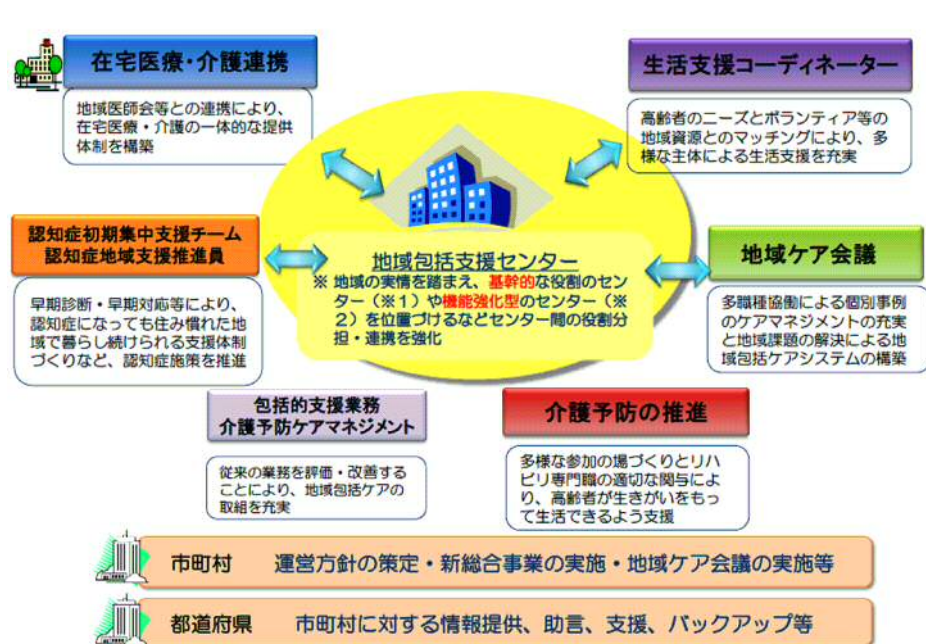 在宅医療・介護連携
地域医師会等との連携により、
在宅医療・介護の一体的な提供
体制を構築
生活支援コーディネーター
高齢者のニーズとボランティア等の
地域資源とのマッチングにより、多
様な主体による生活支援を充実
認知症初期集中支援チーム
認知症地域支援推進員
早期診断・早期対応等により、
認知症になっても住み慣れた地
域で暮らし続けられる支援体制
づくりなど、認知症施策を推進
地域包括支援センター
※ 地域の実情を踏まえ、基幹的な役割のセン
ター（※１）や機能強化型のセンター（※
２）を位置づけるなどセンター間の役割分
担・連携を強化
地域ケア会議
多職種協働による個別事例
のケアマネジメントの充実
と地域課題の解決による地
域包括ケアシステムの構築
包括的支援業務
介護予防ケアマネジメント
従来の業務を評価・改善する
ことにより、地域包括ケアの
取組を充実
介護予防の推進
多様な参加の場づくりとリハ
ビリ専門職の適切な関与によ
り、高齢者が生きがいをもっ
て生活できるよう支援
市町村 運営方針の策定・新総合事業の実施・地域ケア会議の実施等
都道府県 市町村に対する情報提供、助言、支援、バックアップ等